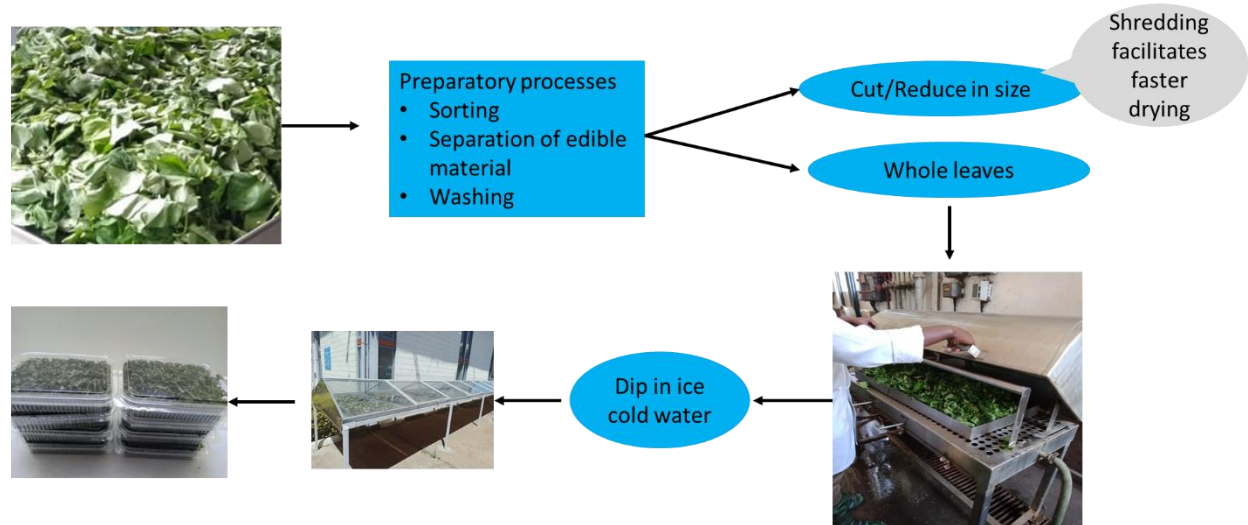 Preparatory processes
• Sorting
• Separation of edible
material
• Washing
Cut/Reduce in size
Shredding
facilitates
faster
drying
Whole leaves
Dip in ice
cold water